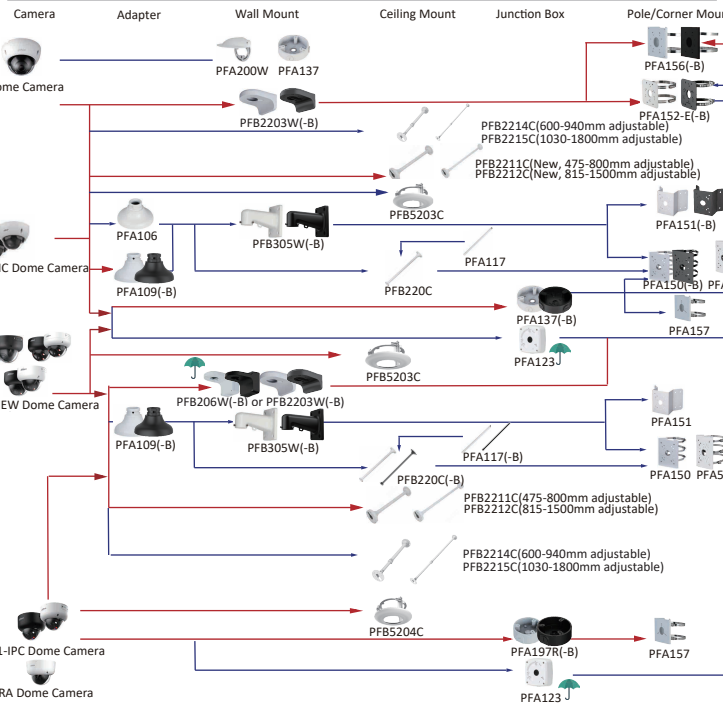 Camera Adapter Wall Mount Ceiling Mount Junction Box Pole/Corner Moun
ome Camera
PFA200W PFA137
PFA156(-B)
PFB2203W(-B)
PFA152-E(-B)
PFB2214C(600-940mm adjustable)
PFB2215C(1030-1800mm adjustable)
PFB2211C(New, 475-800mm adjustable)
PFB2212C(New, 815-1500mm adjustable)
PFB5203C
PFA106
PFB305W(-B)
PFA151(-B)
C Dome Camera
PFA117
PFA109(-B)
PFB220C
PFA150(-B) PFA
PFA137(-B)
PFA157
PFA123
PFB5203C
EW Dome Camera
PFB206W(-B) or PFB2203W(-B)
PFA151
PFA109(-B)
PFB305W(-B)
PFA117(-B)
PFB220C(-B)
PFA150 PFA5
PFB2211C(475-800mm adjustable)
PFB2212C(815-1500mm adjustable)
PFB2214C(600-940mm adjustable)
PFB2215C(1030-1800mm adjustable)
PFB5204C
1-IPC Dome Camera
PFA197R(-B)
PFA157
RA Dome Camera
PFA123